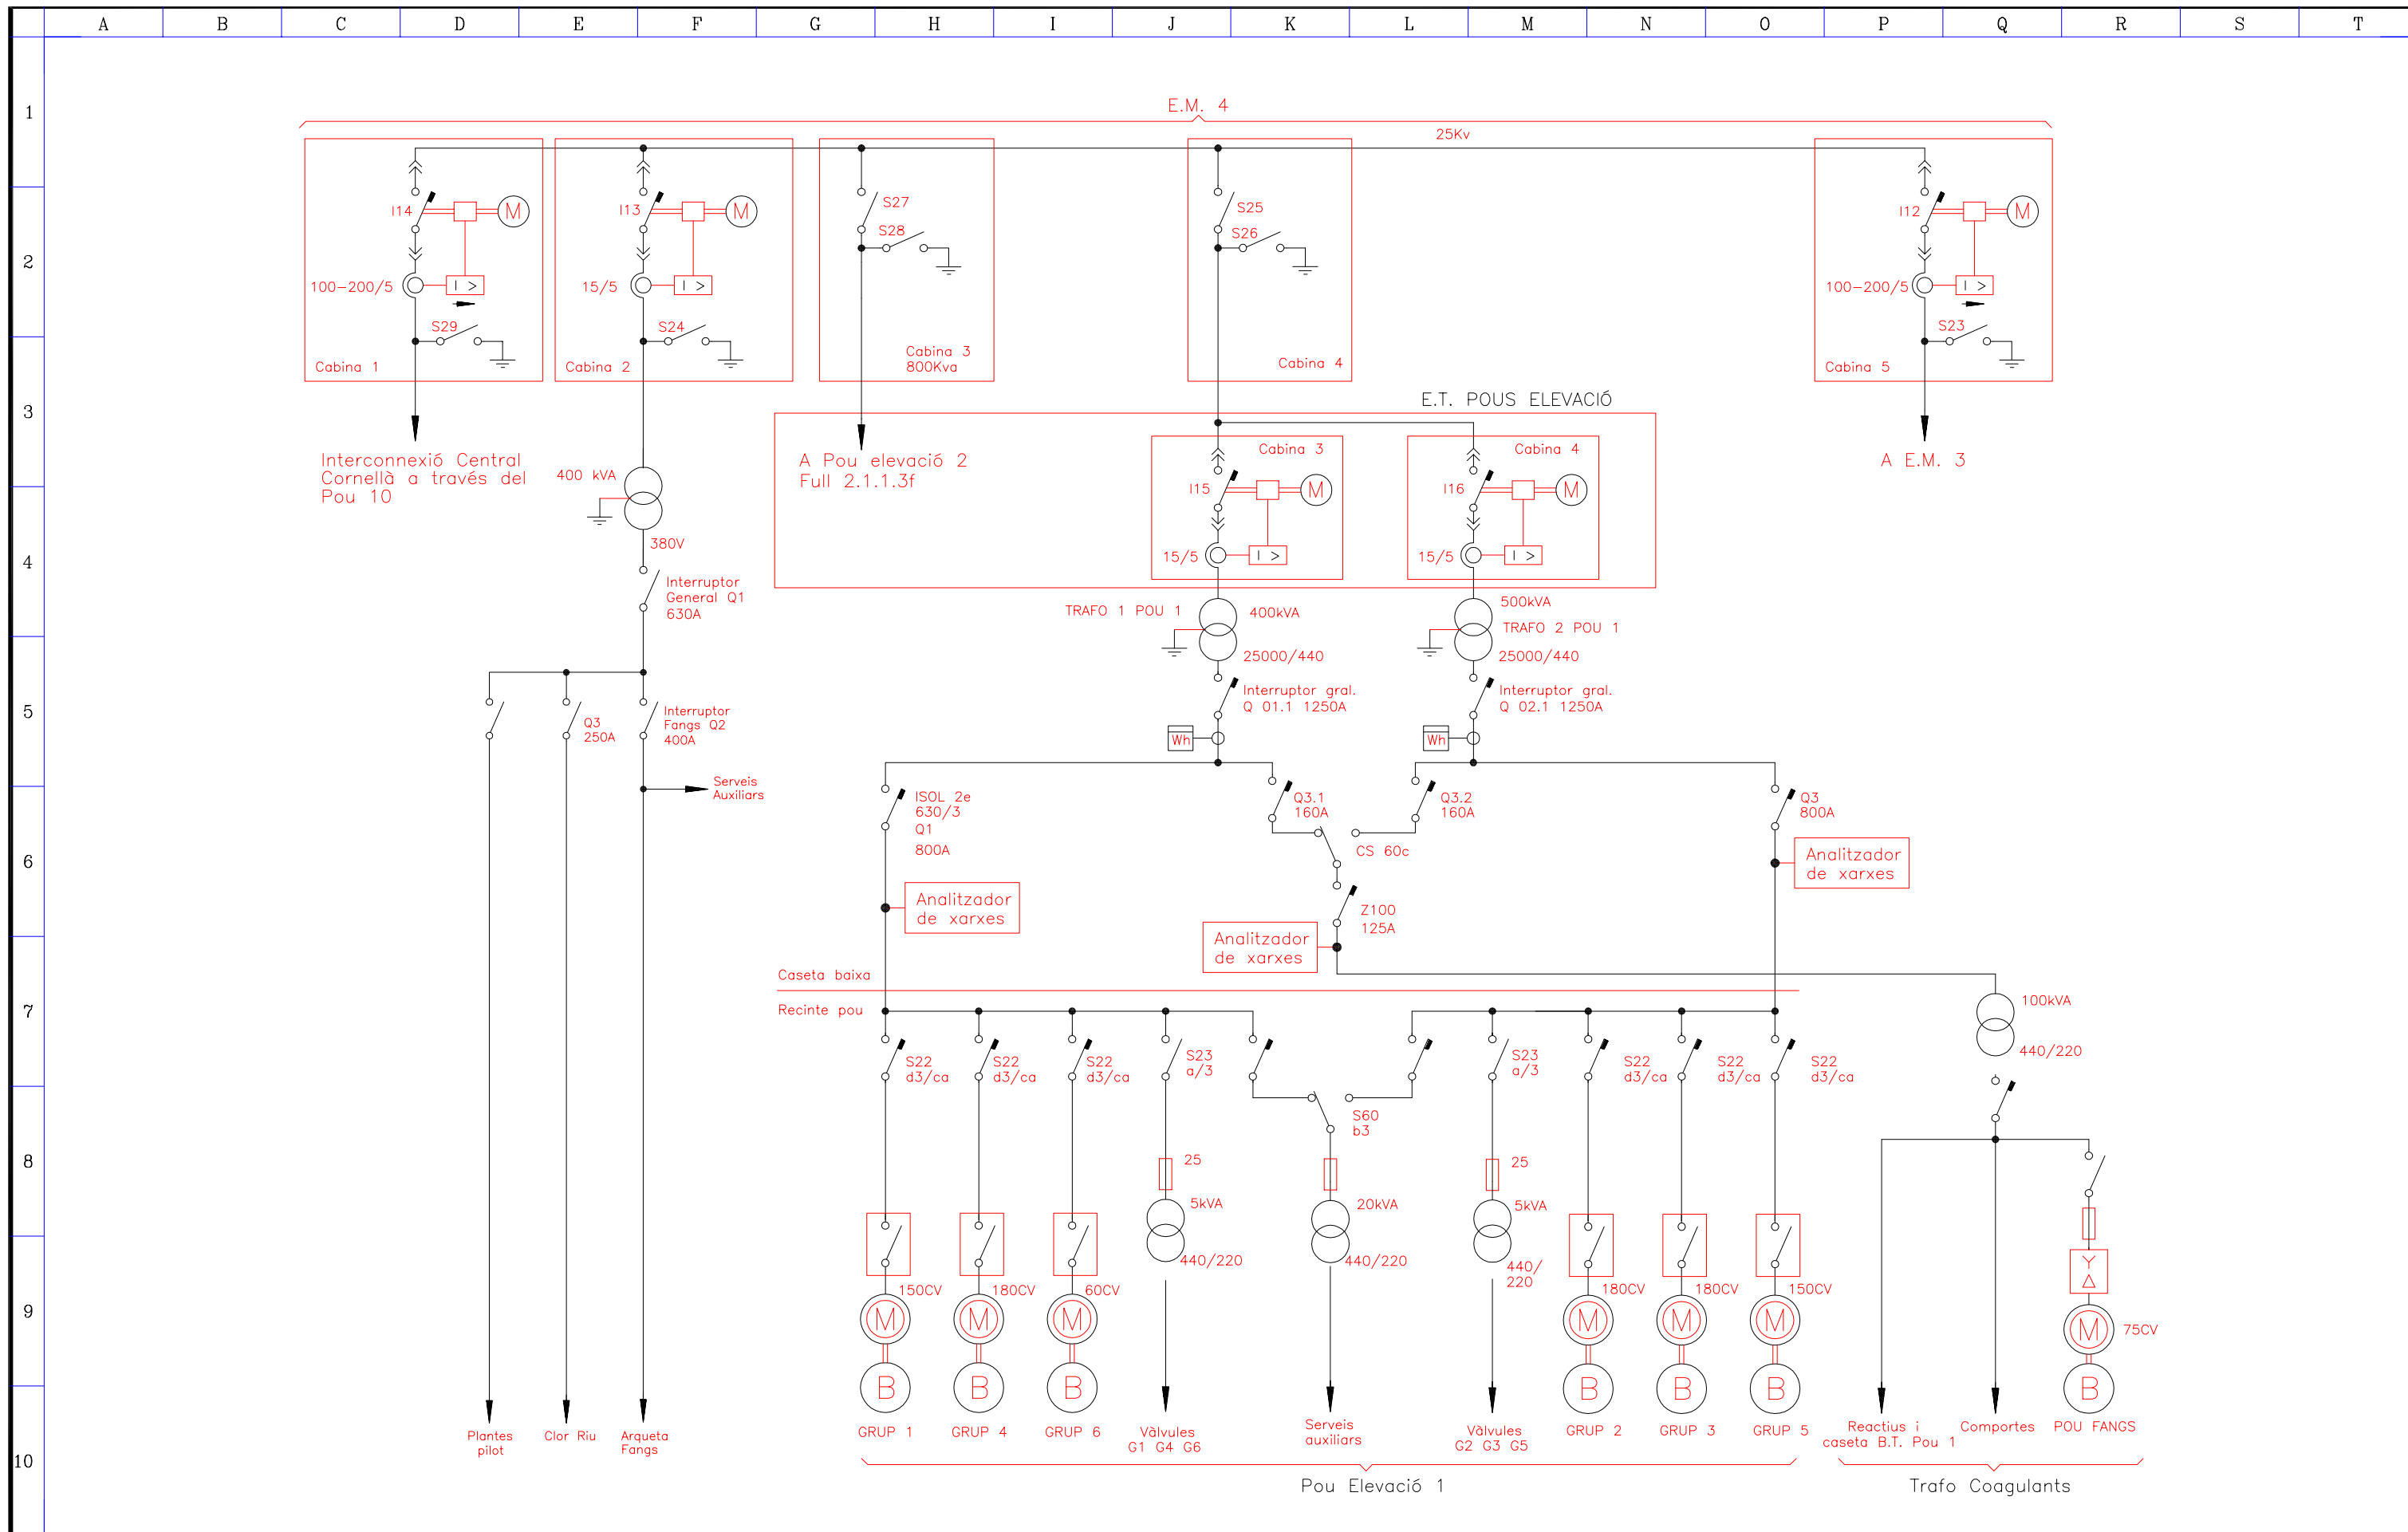 A B C D E F G H I J K L M N O P Q R S T
1
E.M. 4
25Kv
I14
M
I13
M
S27
S28
S25
S26
I12
M
2
100-200/5
I >
15/5
I >
100-200/5
I >
S29
S24
S23
Cabina 1
Cabina 2
Cabina 3
800Kva
Cabina 4
Cabina 5
3
E.T. POUS ELEVACIÓ
Interconnexió Central
Cornellà a través del
Pou 10
400 kVA
A Pou elevació 2
Full 2.1.1.3f
Cabina 3
Cabina 4
A E.M. 3
I15
M
I16
M
380V
15/5
I >
15/5
I >
4
Interruptor
General Q1
630A
TRAFO 1 POU 1
400kVA
25000/440
500kVA
TRAFO 2 POU 1
25000/440
5
Q3
250A
Interruptor
Fangs Q2
400A
Interruptor gral.
Q 01.1 1250A
Interruptor gral.
Q 02.1 1250A
Wh
Wh
Serveis
Auxiliars
ISOL 2e
630/3
Q1
800A
Q3.1
160A
Q3.2
160A
Q3
800A
CS 60c
6
Analitzador
de xarxes
Analitzador
de xarxes
Z100
125A
Analitzador
de xarxes
Caseta baixa
7
Recinte pou
100kVA
440/220
S22
d3/ca
S22
d3/ca
S22
d3/ca
S23
a/3
S23
a/3
S22
d3/ca
S22
d3/ca
S22
d3/ca
S60
b3
8
25
25
5kVA
20kVA
5kVA
440/220
440/220
440/
220
9
150CV
180CV
60CV
180CV
180CV
150CV
75CV
M
M
M
M
M
M
M
B
B
B
B
B
B
B
GRUP 1
GRUP 4
GRUP 6
Vàlvules
G1 G4 G6
Serveis
auxiliars
Vàlvules
G2 G3 G5
GRUP 2
GRUP 3
GRUP 5
Reactius i
caseta B.T. Pou 1
Comportes
POU FANGS
Plantes
pilot
Clor Riu
Arqueta
Fangs
10
Pou Elevació 1
Trafo Coagulants